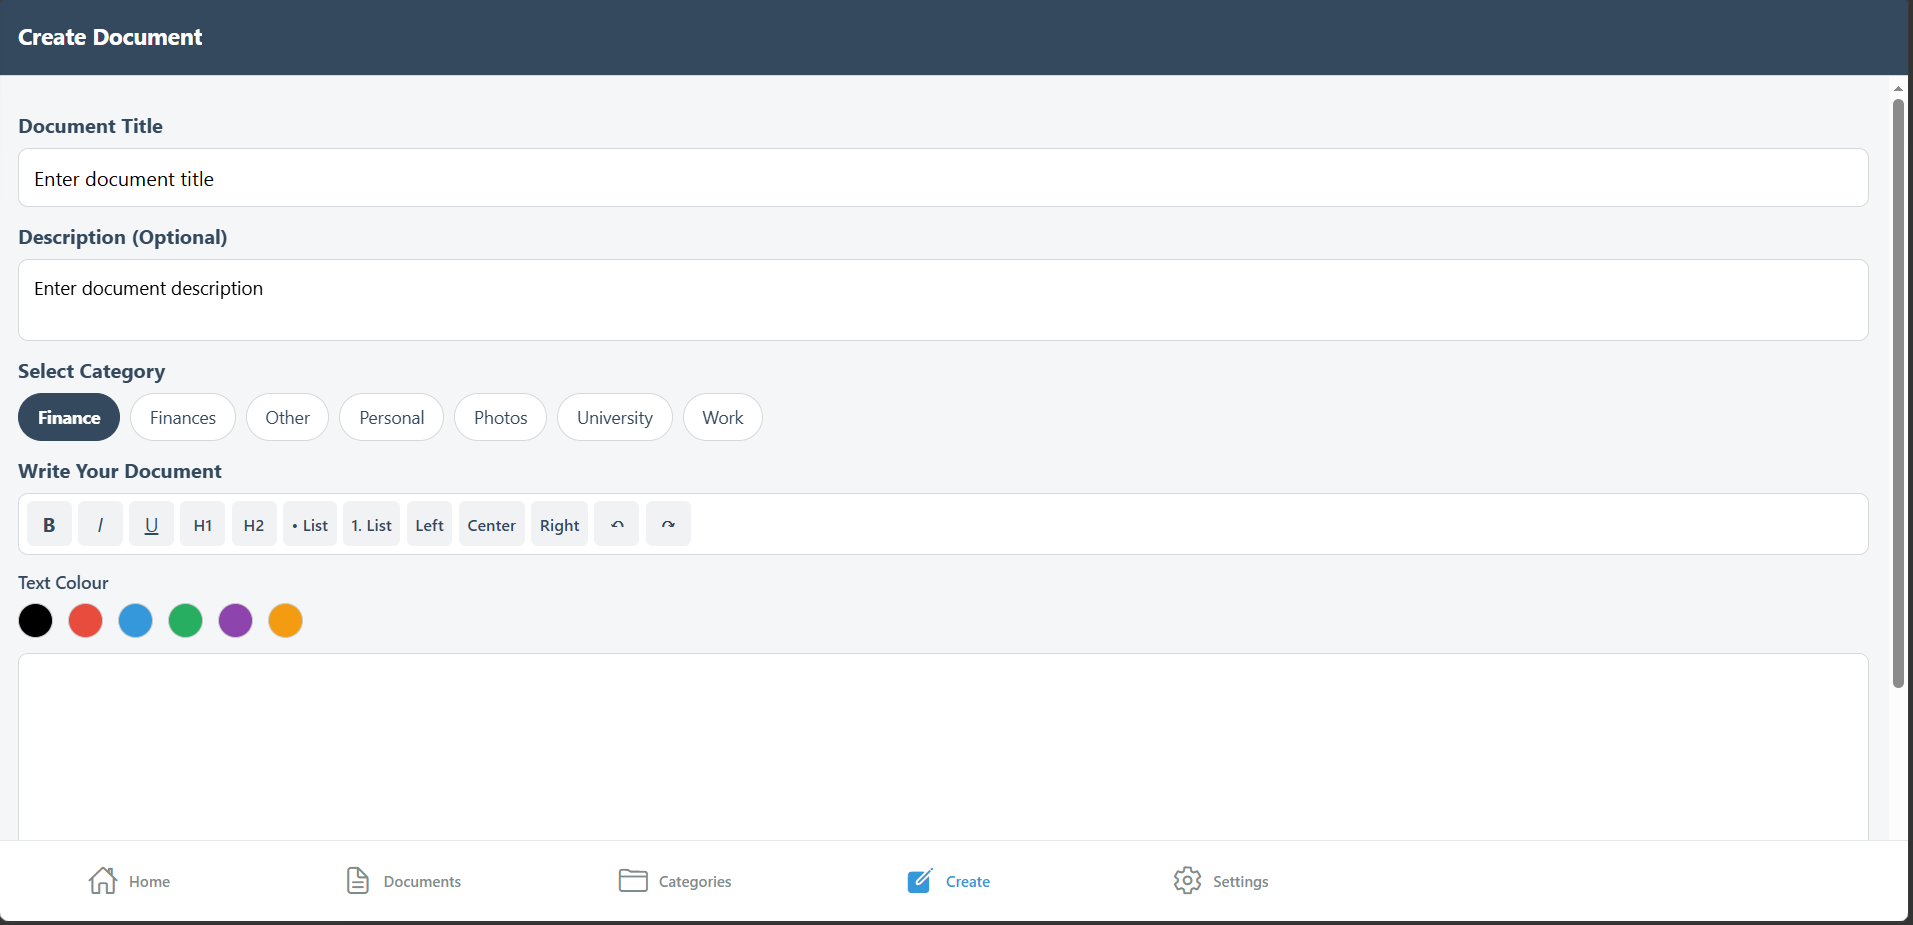 Create Document
Document Title
Enter document title
Description (Optional)
Enter document description
Select Category
Finance Finances Other Personal Photos University Work
Write Your Document
B I U H1 H2 • List 1. List Left Center Right ↶ ↷
Text Colour
Home Documents Categories Create Settings